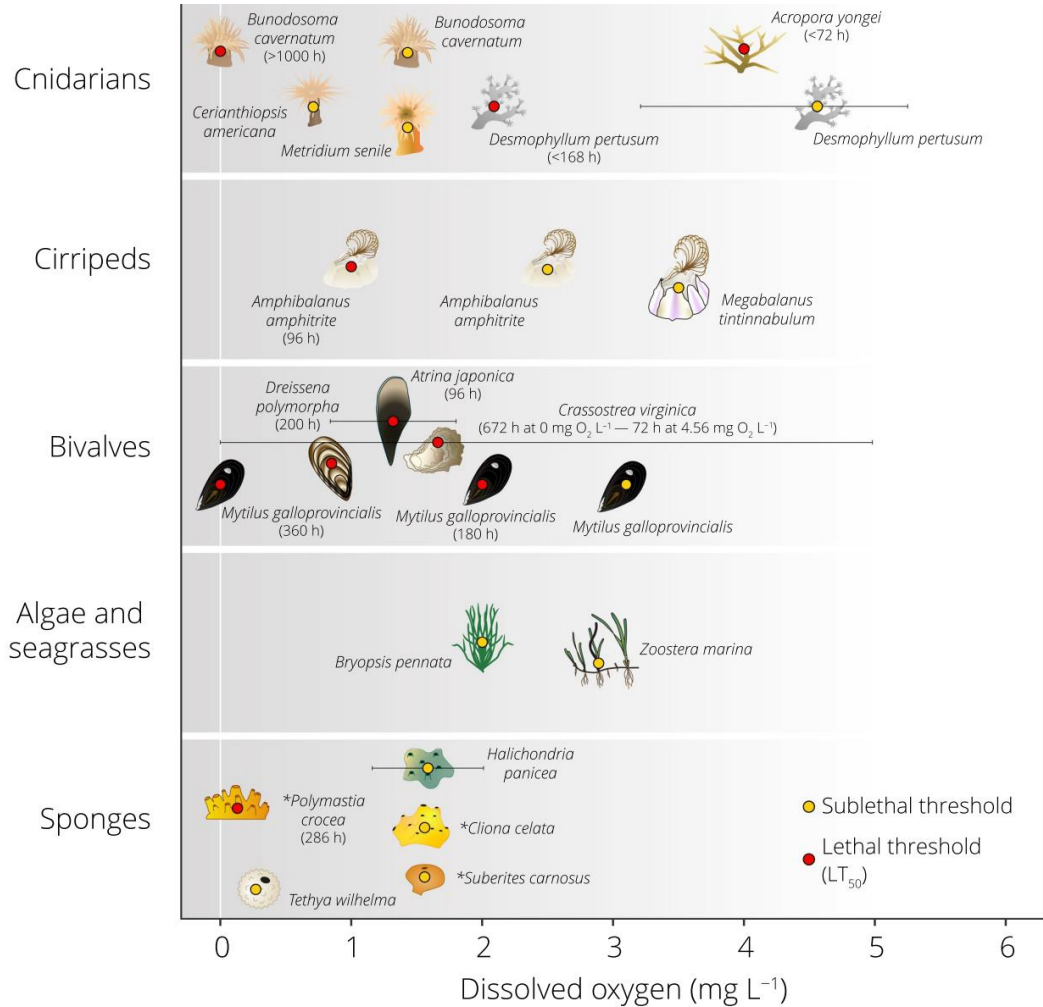 Cnidarians
Bunodosoma
cavernatum
(>1000 h)
Bunodosoma
cavernatum
Acropora yongei
(<72 h)
Cerianthiopsis
americana
Metridium senile
Desmophyllum pertusum
(<168 h)
Desmophyllum pertusum
Cirripeds
Amphibalanus
amphitrite
(96 h)
Amphibalanus
amphitrite
Megabalanus
tintinnabulum
Bivalves
Dreissena
polymorpha
(200 h)
Atrina japonica
(96 h)
Crassostrea virginica
(672 h at 0 mg O₂ L⁻¹ — 72 h at 4.56 mg O₂ L⁻¹)
Mytilus galloprovincialis
(360 h)
Mytilus galloprovincialis
(180 h)
Mytilus galloprovincialis
Algae and
seagrasses
Bryopsis pennata
Zoostera marina
Sponges
Halichondria
panicea
*Polymastia
crocea
(286 h)
*Cliona celata
*Suberites carnosus
Tethya wilhelma
Sublethal threshold
Lethal threshold
(LT₅₀)
0 1 2 3 4 5 6
Dissolved oxygen (mg L⁻¹)